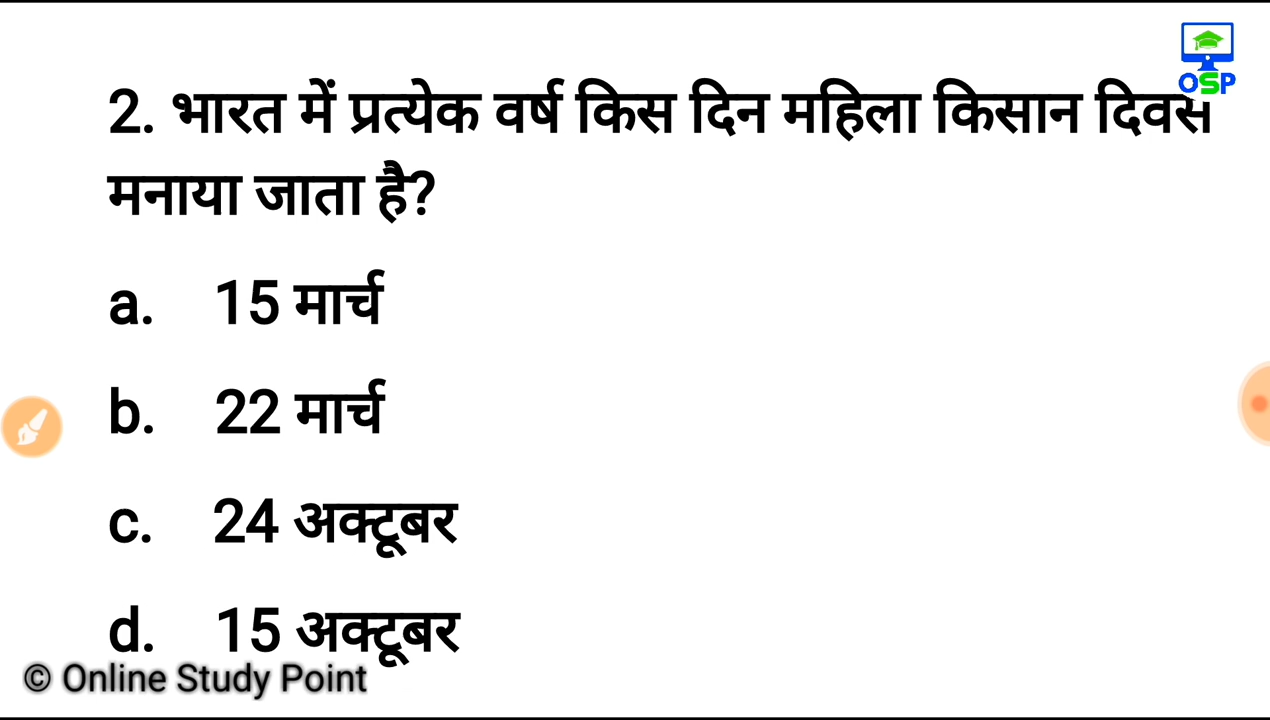 OSP
2. भारत में प्रत्येक वर्ष किस दिन महिला किसान दिवस
मनाया जाता है?
a. 15 मार्च
b. 22 मार्च
c. 24 अक्टूबर
d. 15 अक्टूबर
© Online Study Point